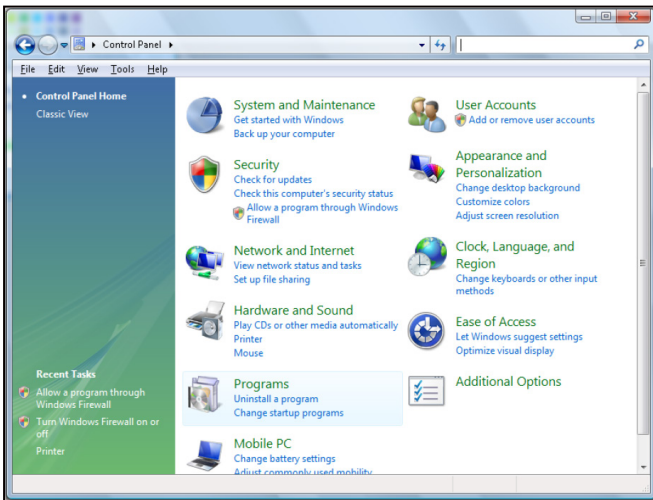 Control Panel
File Edit View Tools Help
Control Panel Home
Classic View
Recent Tasks
Allow a program through
Windows Firewall
Turn Windows Firewall on or
off
Printer
System and Maintenance
Get started with Windows
Back up your computer
Security
Check for updates
Check this computer's security status
Allow a program through Windows
Firewall
Network and Internet
View network status and tasks
Set up file sharing
Hardware and Sound
Play CDs or other media automatically
Printer
Mouse
Programs
Uninstall a program
Change startup programs
Mobile PC
Change battery settings
Adjust commonly used mobility
User Accounts
Add or remove user accounts
Appearance and
Personalization
Change desktop background
Customize colors
Adjust screen resolution
Clock, Language, and
Region
Change keyboards or other input
methods
Ease of Access
Let Windows suggest settings
Optimize visual display
Additional Options